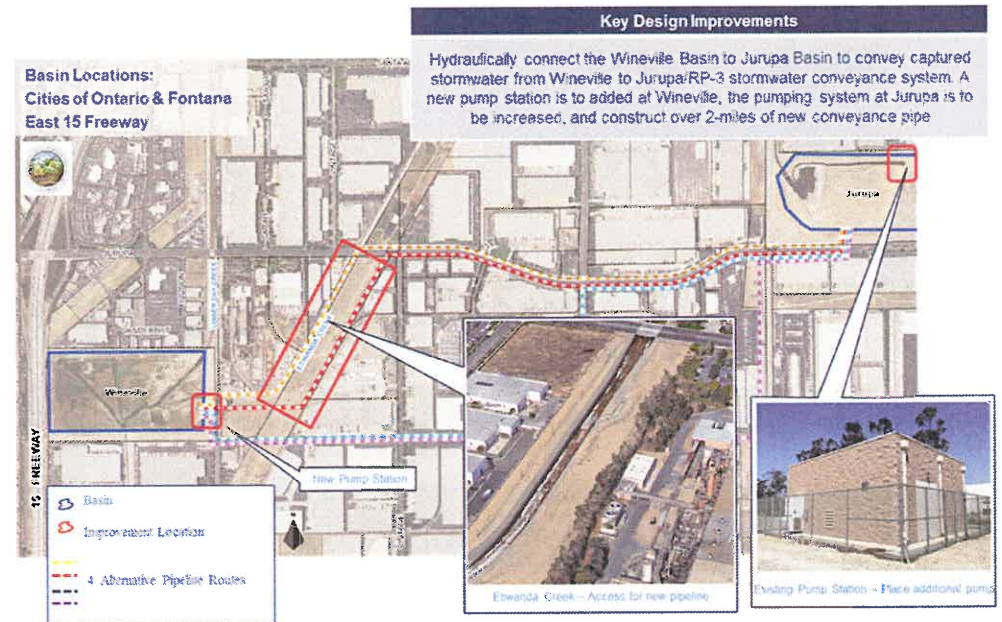 Key Design Improvements
Hydraulically connect the Wineville Basin to Jurupa Basin to convey captured
stormwater from Wineville to Jurupa/RP-3 stormwater conveyance system. A
new pump station is to added at Wineville, the pumping system at Jurupa is to
be increased, and construct over 2-miles of new conveyance pipe
Basin Locations:
Cities of Ontario & Fontana
East 15 Freeway
Jurupa
JURUPA
Wineville
15 FREEWAY
New Pump Station
Basin
Improvement Location
4 Alternative Pipeline Routes
Etiwanda Creek – Access for new pipeline
Existing Pump Station – Place additional pump